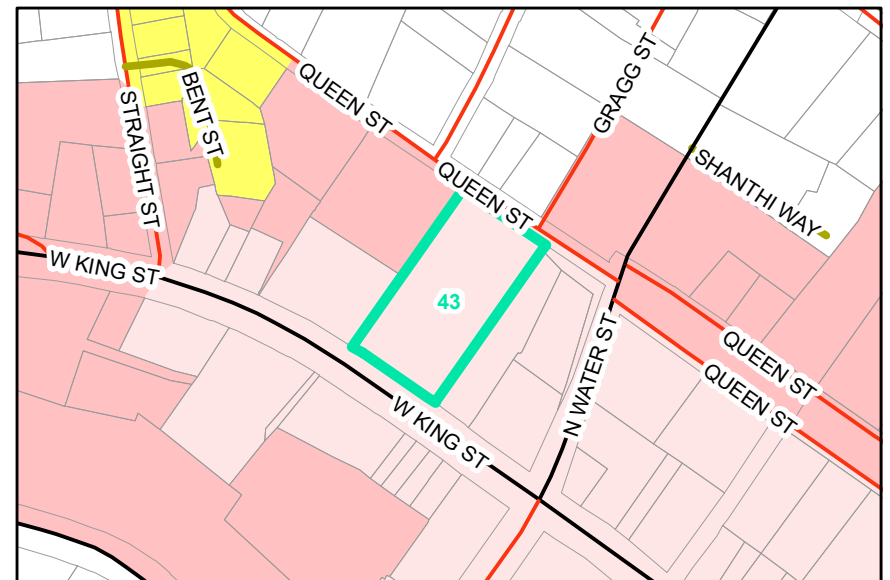 QUEEN ST
GRAGG ST
BENT ST
STRAIGHT ST
QUEEN ST
SHANTHI WAY
W KING ST
43
N WATER ST
QUEEN ST
QUEEN ST
W KING ST